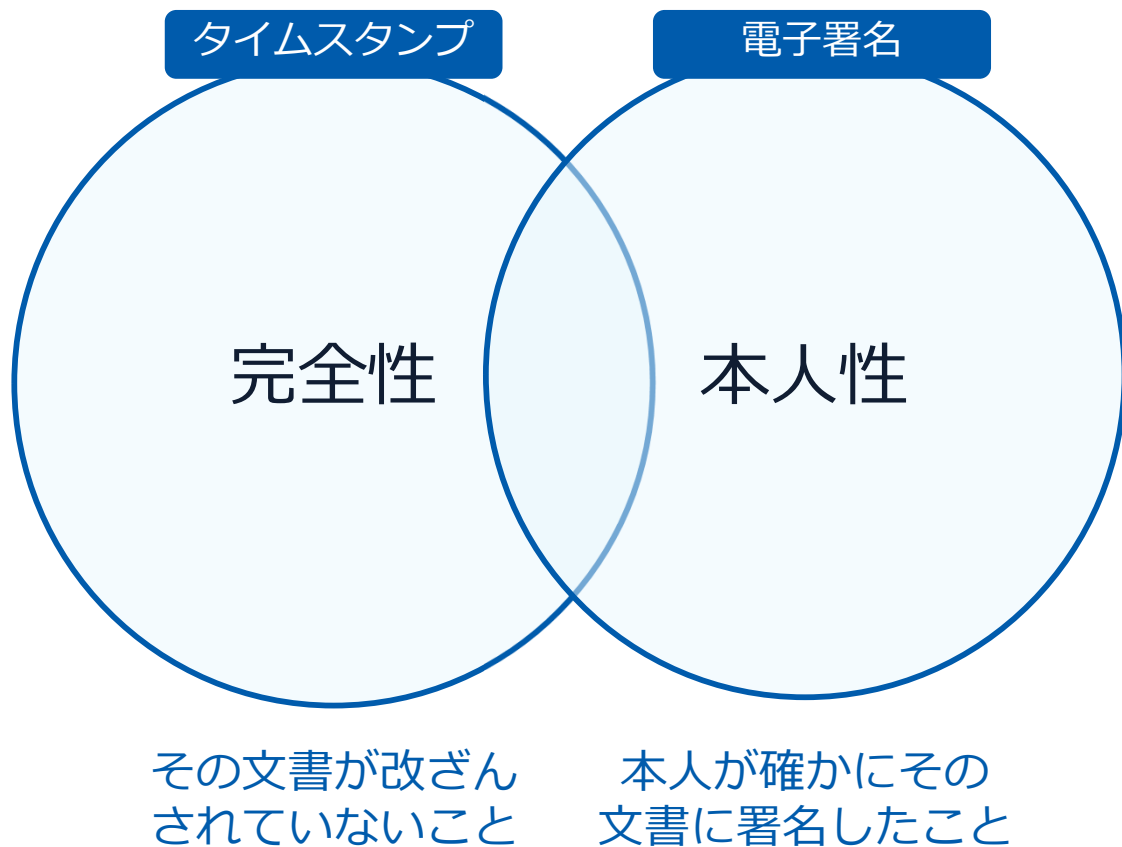 タイムスタンプ
電子署名
完全性
本人性
その文書が改ざん
されていないこと
本人が確かにその
文書に署名したこと